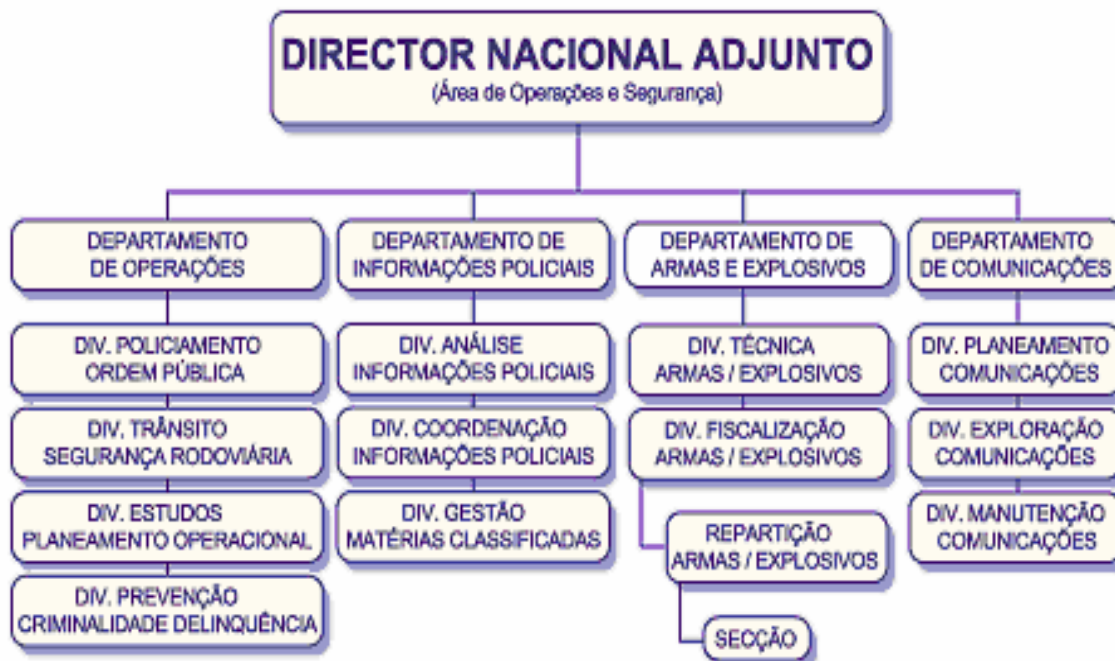 DIRECTOR NACIONAL ADJUNTO
(Área de Operações e Segurança)
DEPARTAMENTO
DE OPERAÇÕES
DIV. POLICIAMENTO
ORDEM PÚBLICA
DIV. TRÂNSITO
SEGURANÇA RODOVIÁRIA
DIV. ESTUDOS
PLANEAMENTO OPERACIONAL
DIV. PREVENÇÃO
CRIMINALIDADE DELINQUÊNCIA
DEPARTAMENTO DE
INFORMAÇÕES POLICIAIS
DIV. ANÁLISE
INFORMAÇÕES POLICIAIS
DIV. COORDENAÇÃO
INFORMAÇÕES POLICIAIS
DIV. GESTÃO
MATÉRIAS CLASSIFICADAS
DEPARTAMENTO DE
ARMAS E EXPLOSIVOS
DIV. TÉCNICA
ARMAS / EXPLOSIVOS
DIV. FISCALIZAÇÃO
ARMAS / EXPLOSIVOS
REPARTIÇÃO
ARMAS / EXPLOSIVOS
SECÇÃO
DEPARTAMENTO
DE COMUNICAÇÕES
DIV. PLANEAMENTO
COMUNICAÇÕES
DIV. EXPLORAÇÃO
COMUNICAÇÕES
DIV. MANUTENÇÃO
COMUNICAÇÕES